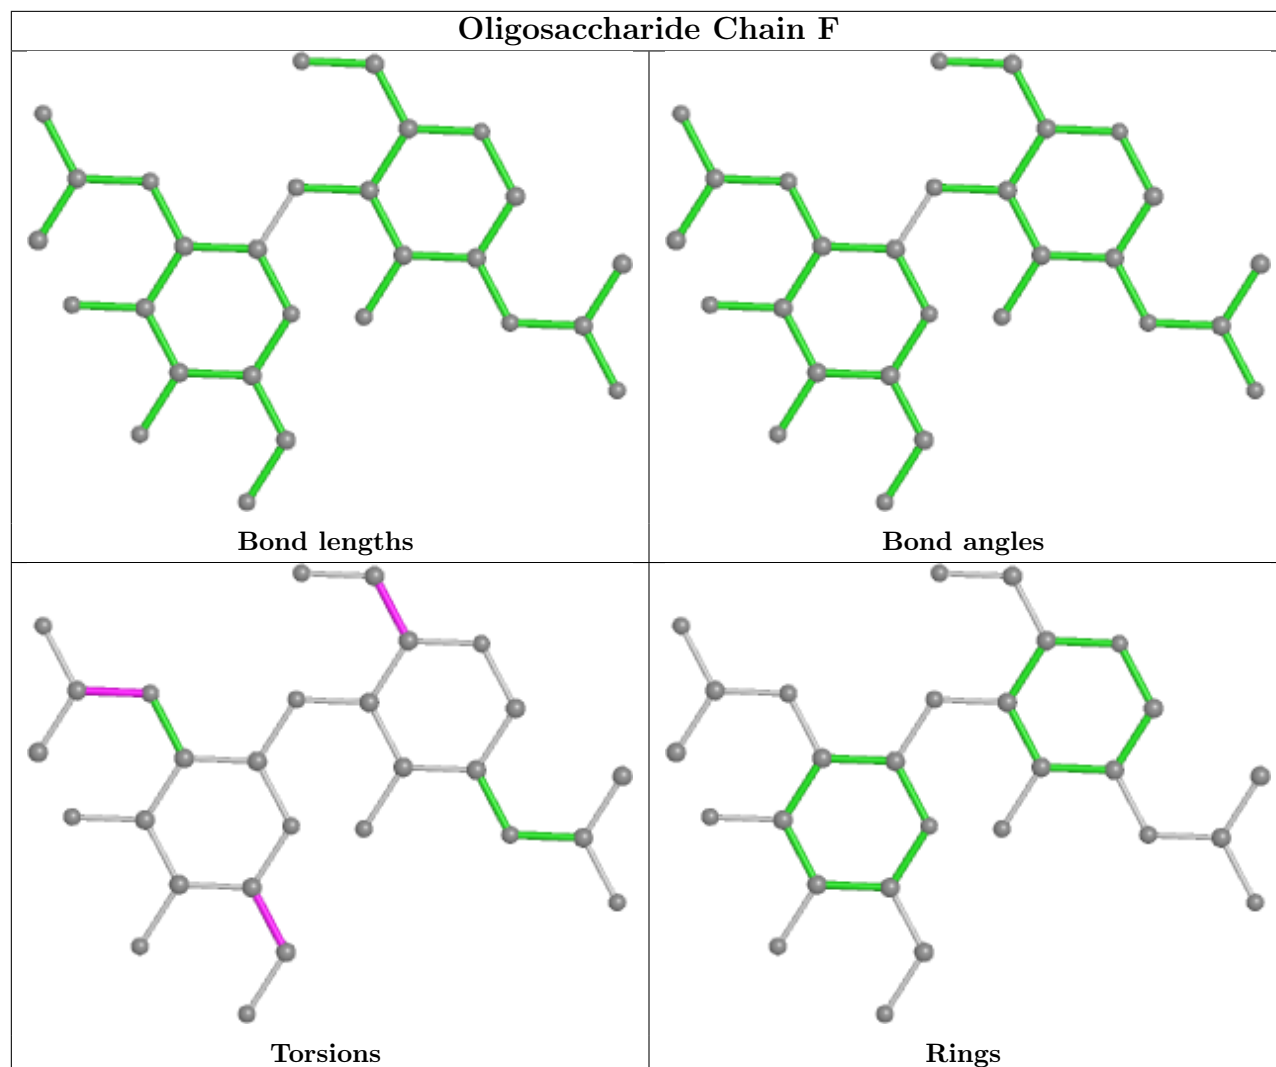 Oligosaccharide Chain F
Bond lengths
Bond angles
Torsions
Rings